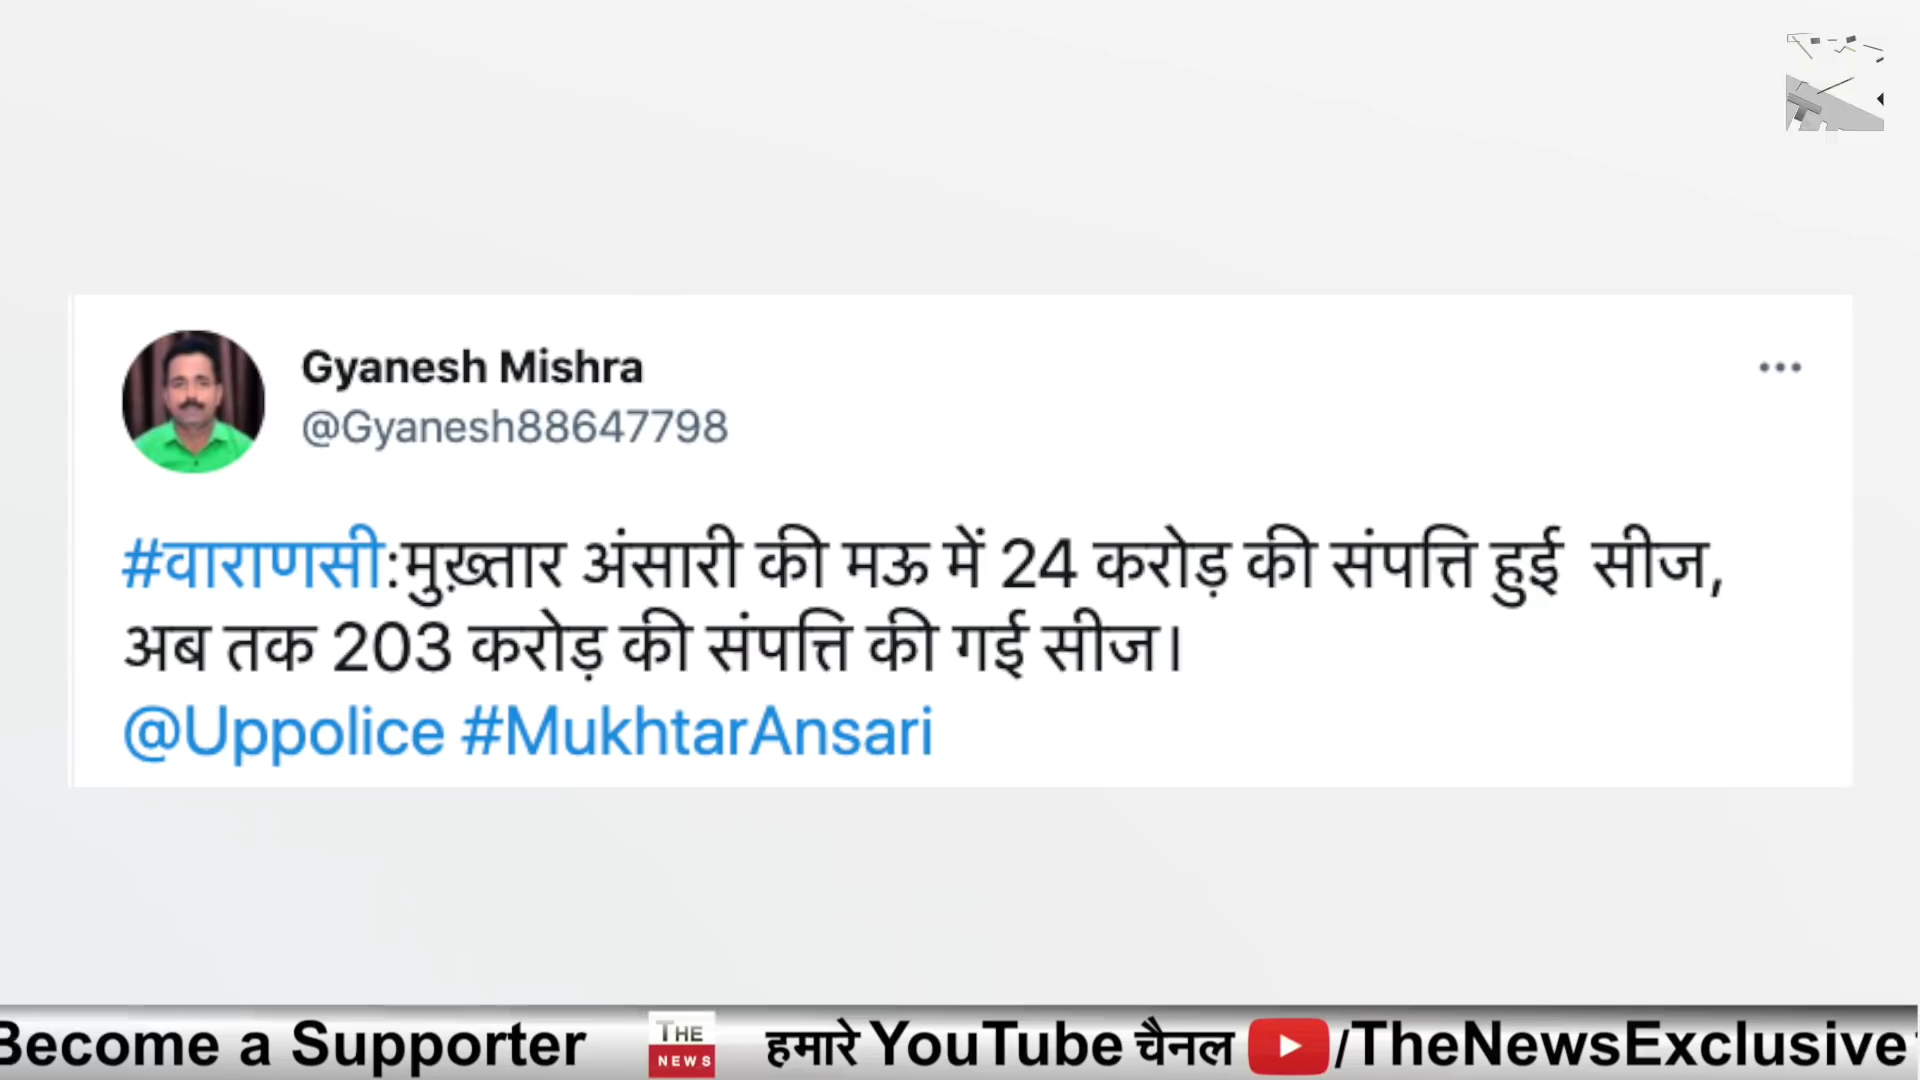 Gyanesh Mishra
@Gyanesh88647798
#वाराणसी:मुख़्तार अंसारी की मऊ में 24 करोड़ की संपत्ति हुई सीज,
अब तक 203 करोड़ की संपत्ति की गई सीज।
@Uppolice #MukhtarAnsari
Become a Supporter THE NEWS हमारे YouTube चैनल /TheNewsExclusive